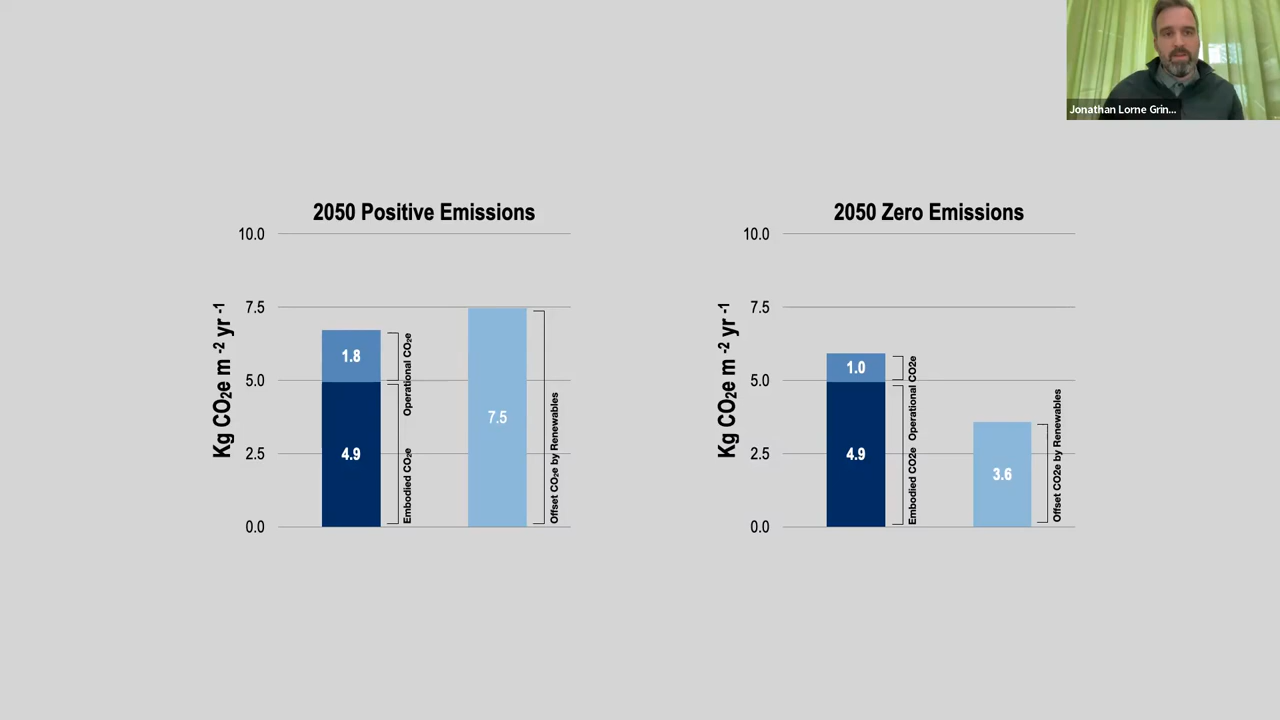 Jonathan Lorne Grin...
2050 Positive Emissions
Kg CO₂e m ⁻² yr ⁻¹
10.0
7.5
5.0
2.5
0.0
1.8
4.9
Operational CO₂e
Embodied CO₂e
7.5
Offset CO₂e by Renewables
2050 Zero Emissions
Kg CO₂e m ⁻² yr ⁻¹
10.0
7.5
5.0
2.5
0.0
1.0
4.9
Operational CO2e
Embodied CO2e
3.6
Offset CO2e by Renewables